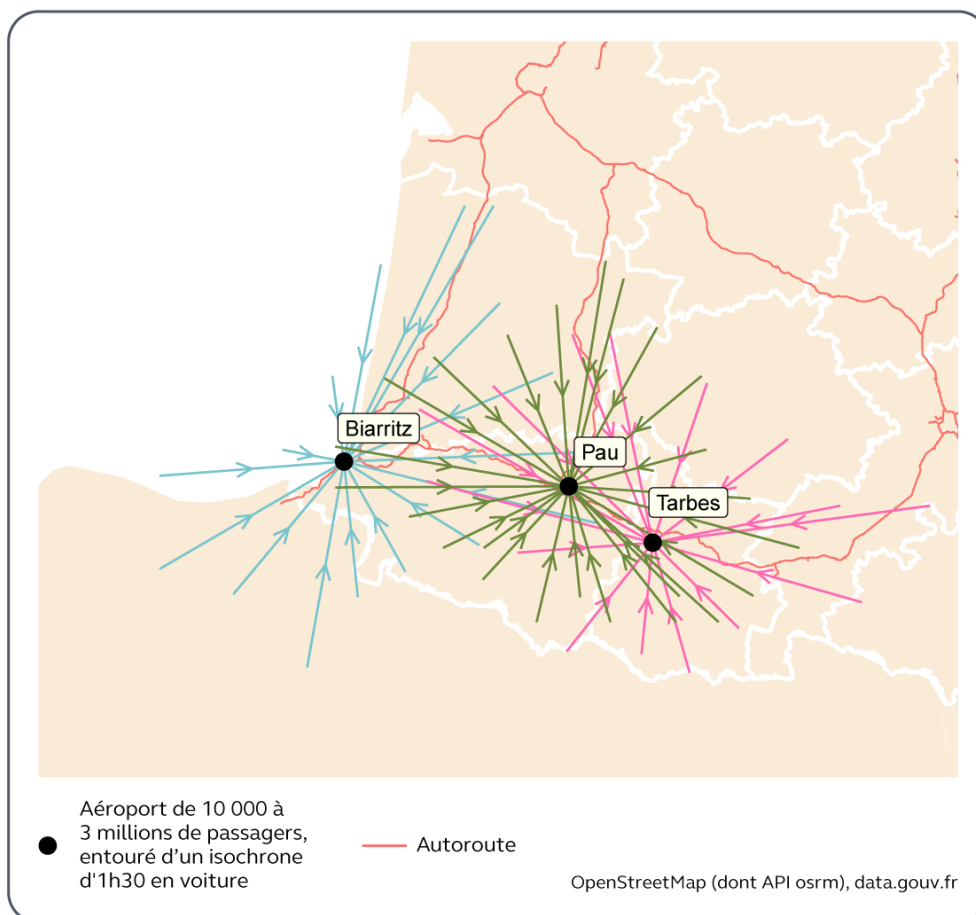 Biarritz
Pau
Tarbes
Aéroport de 10 000 à
3 millions de passagers,
entouré d’un isochrone
d'1h30 en voiture
Autoroute
OpenStreetMap (dont API osrm), data.gouv.fr